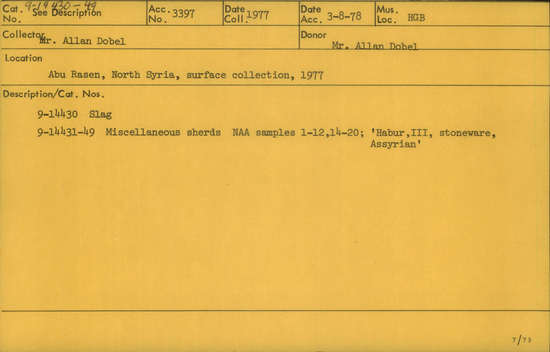 Cat. No. 9-14430-49 See Description Acc. No. 3397 Date Coll. 1977 Date Acc. 3-8-78 Mus. Loc. HGB
Collector Mr. Allan Dobel Donor Mr. Allan Dobel
Location
Abu Rasen, North Syria, surface collection, 1977
Description/Cat. Nos.
9-14430 Slag
9-14431-49 Miscellaneous sherds NAA samples 1-12,14-20; 'Habur,III, stoneware,
Assyrian'
7/73